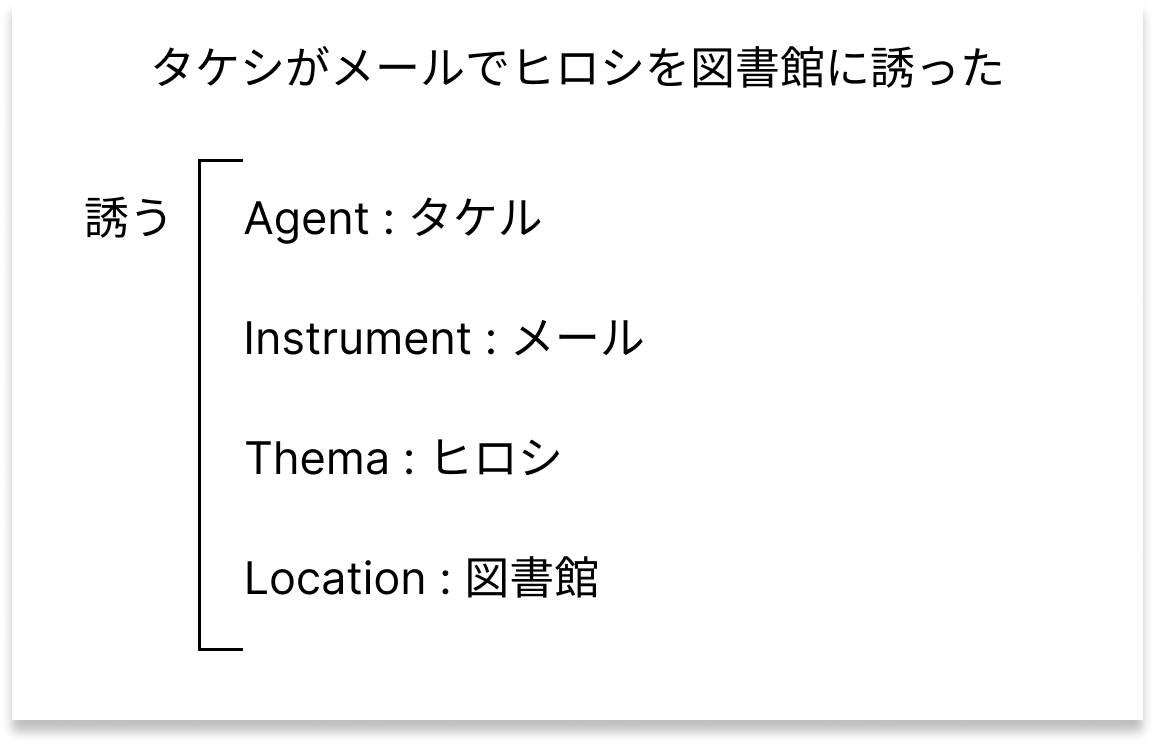 タケシがメールでヒロシを図書館に誘った
誘う
Agent : タケル
Instrument : メール
Thema : ヒロシ
Location : 図書館